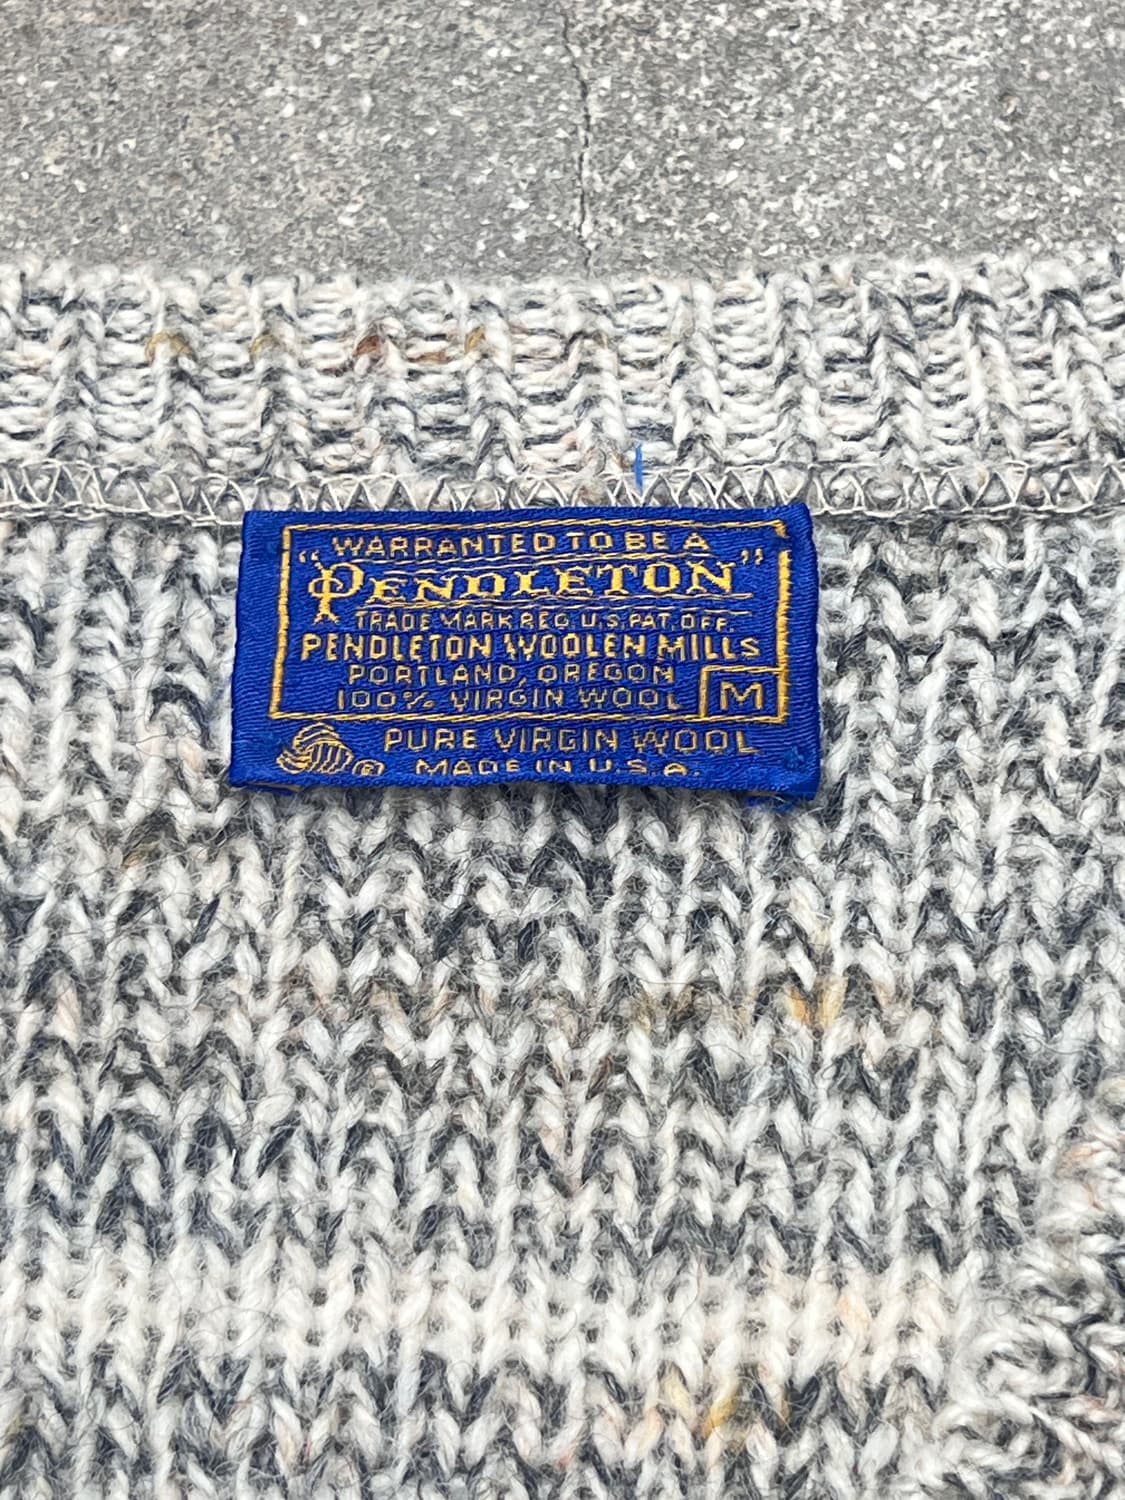 WARRANTED TO BE A
"PENDLETON"
TRADE MARK REG. U.S. PAT. OFF.
PENDLETON WOOLEN MILLS
PORTLAND, OREGON
100% VIRGIN WOOL
M
PURE VIRGIN WOOL
® MADE IN U.S.A.